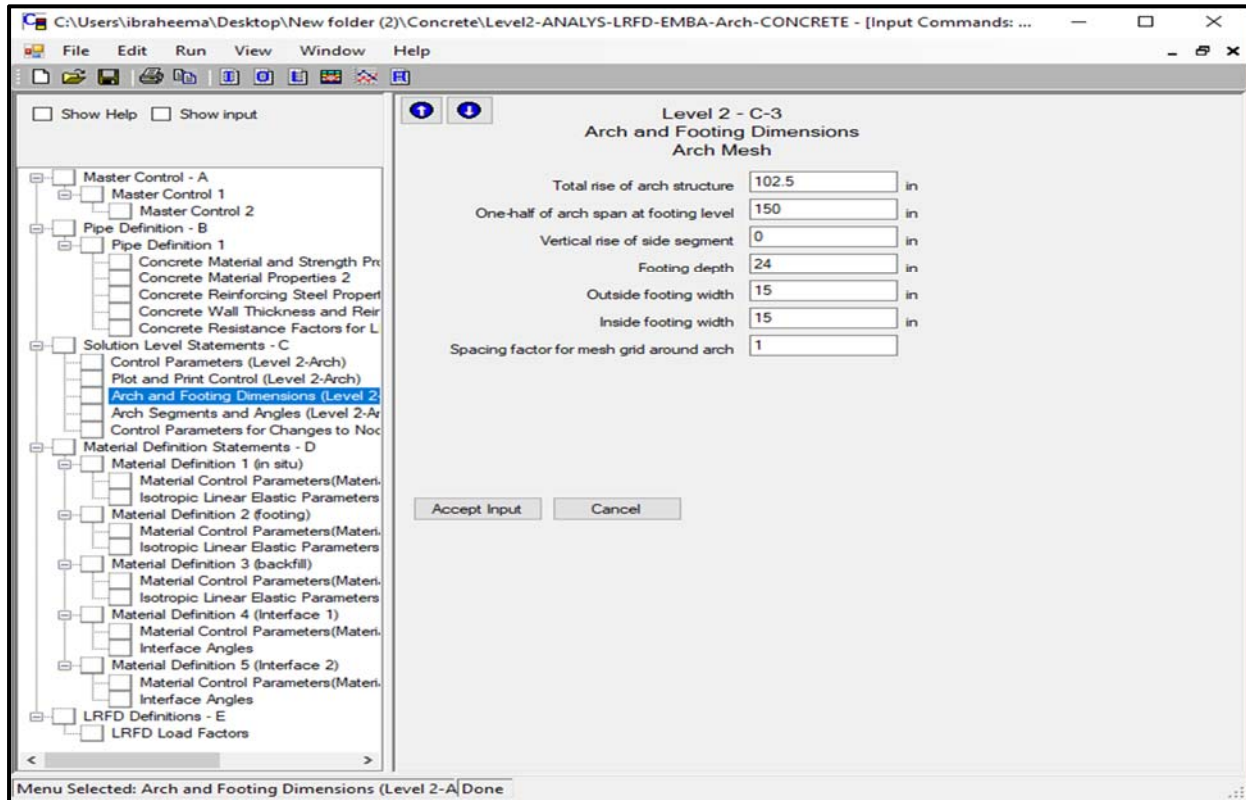 C:\Users\ibraheema\Desktop\New folder (2)\Concrete\Level2-ANALYS-LRFD-EMBA-Arch-CONCRETE - [Input Commands: ...
File Edit Run View Window Help
Show Help Show input
Master Control - A
Master Control 1
Master Control 2
Pipe Definition - B
Pipe Definition 1
Concrete Material and Strength Pro
Concrete Material Properties 2
Concrete Reinforcing Steel Propert
Concrete Wall Thickness and Reir
Concrete Resistance Factors for L
Solution Level Statements - C
Control Parameters (Level 2-Arch)
Plot and Print Control (Level 2-Arch)
Arch and Footing Dimensions (Level 2-
Arch Segments and Angles (Level 2-Ar
Control Parameters for Changes to Noc
Material Definition Statements - D
Material Definition 1 (in situ)
Material Control Parameters(Materi.
Isotropic Linear Elastic Parameters
Material Definition 2 (footing)
Material Control Parameters(Materi.
Isotropic Linear Elastic Parameters
Material Definition 3 (backfill)
Material Control Parameters(Materi.
Isotropic Linear Elastic Parameters
Material Definition 4 (Interface 1)
Material Control Parameters(Materi.
Interface Angles
Material Definition 5 (Interface 2)
Material Control Parameters(Materi.
Interface Angles
LRFD Definitions - E
LRFD Load Factors
Level 2 - C-3
Arch and Footing Dimensions
Arch Mesh
Total rise of arch structure 102.5 in
One-half of arch span at footing level 150 in
Vertical rise of side segment 0 in
Footing depth 24 in
Outside footing width 15 in
Inside footing width 15 in
Spacing factor for mesh grid around arch 1
Accept Input Cancel
Menu Selected: Arch and Footing Dimensions (Level 2-A Done